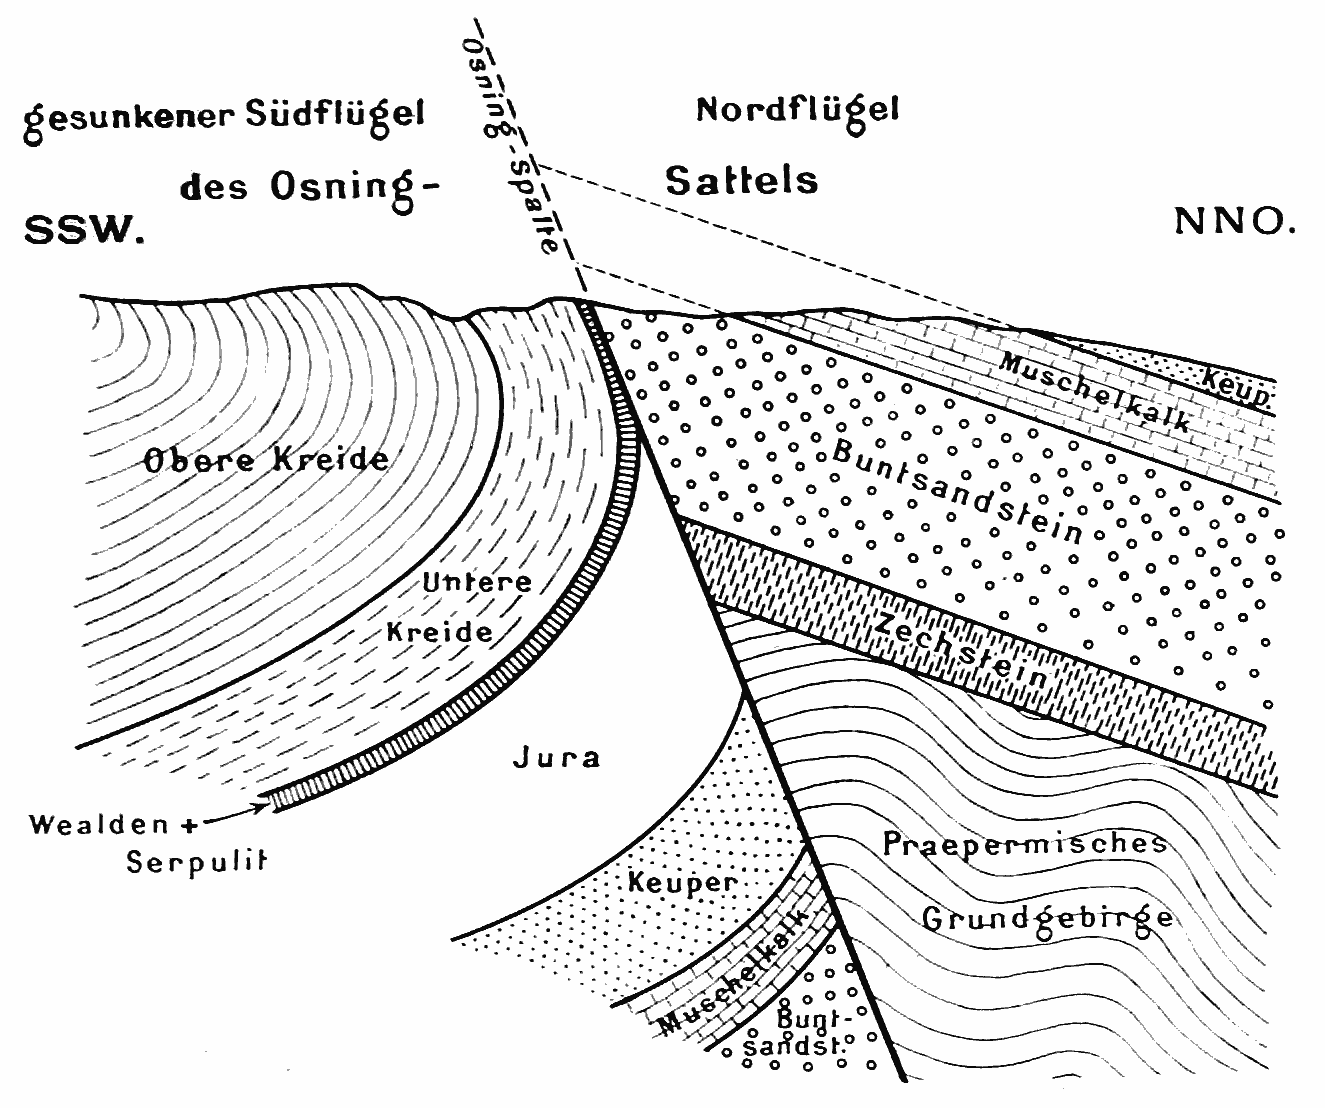 Osning-Spalte
gesunkener Südflügel
Nordflügel
des Osning-
Sattels
SSW.
NNO.
Muschelkalk
Keup.
Obere Kreide
Buntsandstein
Untere
Kreide
Zechstein
Jura
Wealden +
Serpulit
Praepermisches
Grundgebirge
Keuper
Muschelkalk
Bunt-
sandst.